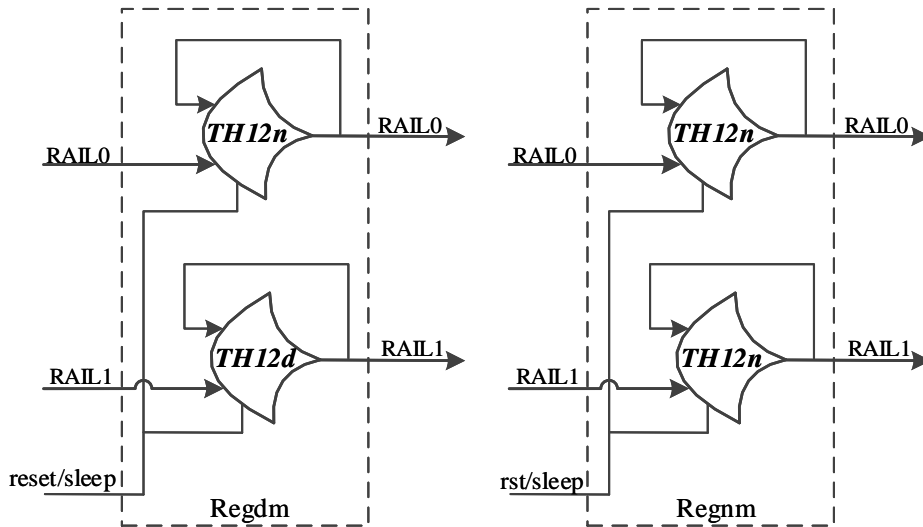 TH12n
RAIL0
RAIL0
TH12d
RAIL1
RAIL1
reset/sleep
Regdm
TH12n
RAIL0
RAIL0
TH12n
RAIL1
RAIL1
rst/sleep
Regnm